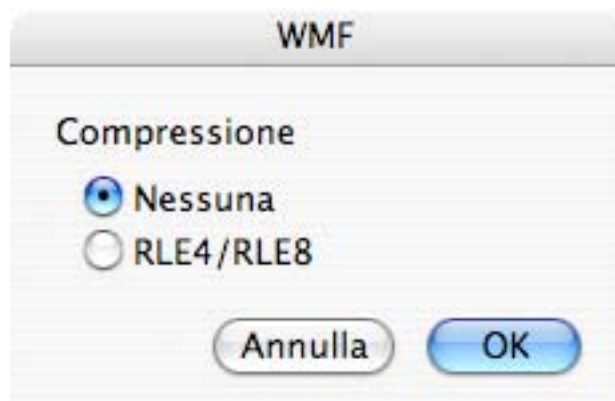 WMF
Compressione
Nessuna
RLE4/RLE8
Annulla OK